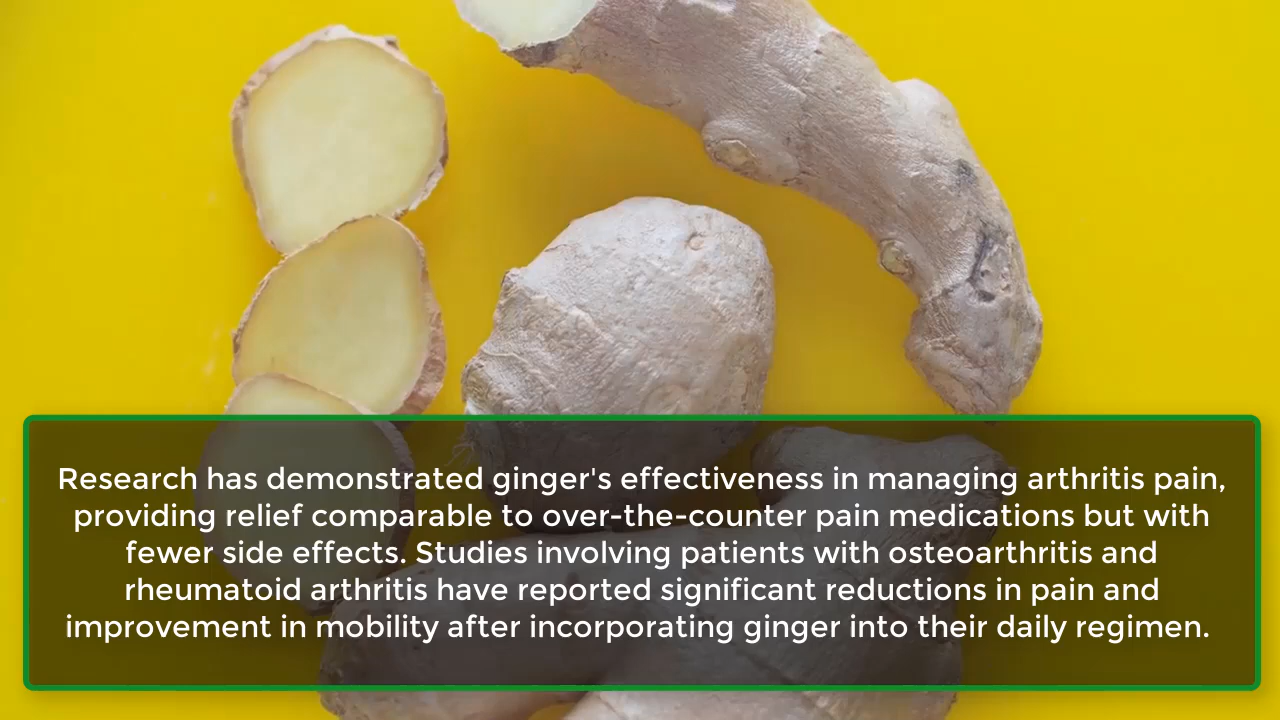 Research has demonstrated ginger's effectiveness in managing arthritis pain,
providing relief comparable to over-the-counter pain medications but with
fewer side effects. Studies involving patients with osteoarthritis and
rheumatoid arthritis have reported significant reductions in pain and
improvement in mobility after incorporating ginger into their daily regimen.